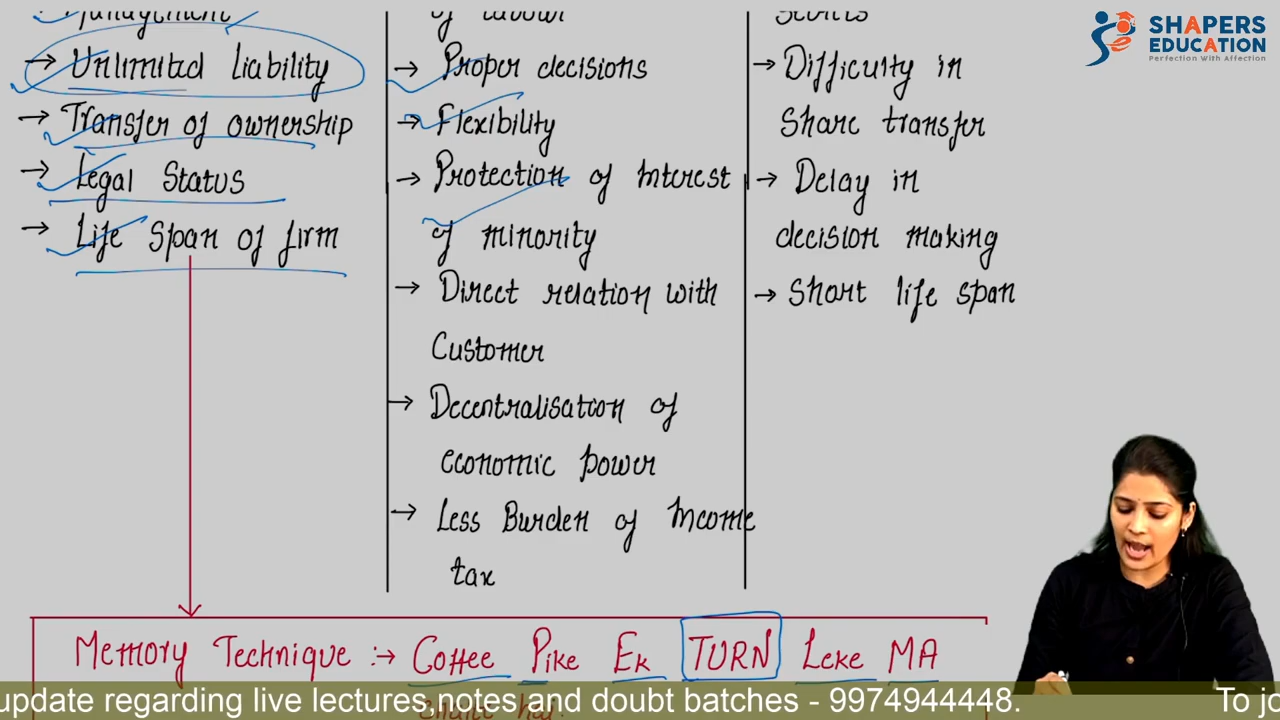 Management
→ Unlimited Liability
→ Transfer of ownership
→ Legal Status
→ Life Span of firm
of labour
→ Proper decisions
→ Flexibility
→ Protection of Interest
of minority
→ Direct relation with
Customer
→ Decentralisation of
economic power
→ Less Burden of Income
tax
→ Difficulty in
Share transfer
→ Delay in
decision making
→ Short life span
SHAPERS
EDUCATION
Perfection With Affection
Memory Technique :→ Coffee Pike Ek TURN Leke MA
update regarding live lectures,notes and doubt batches - 9974944448. To jo